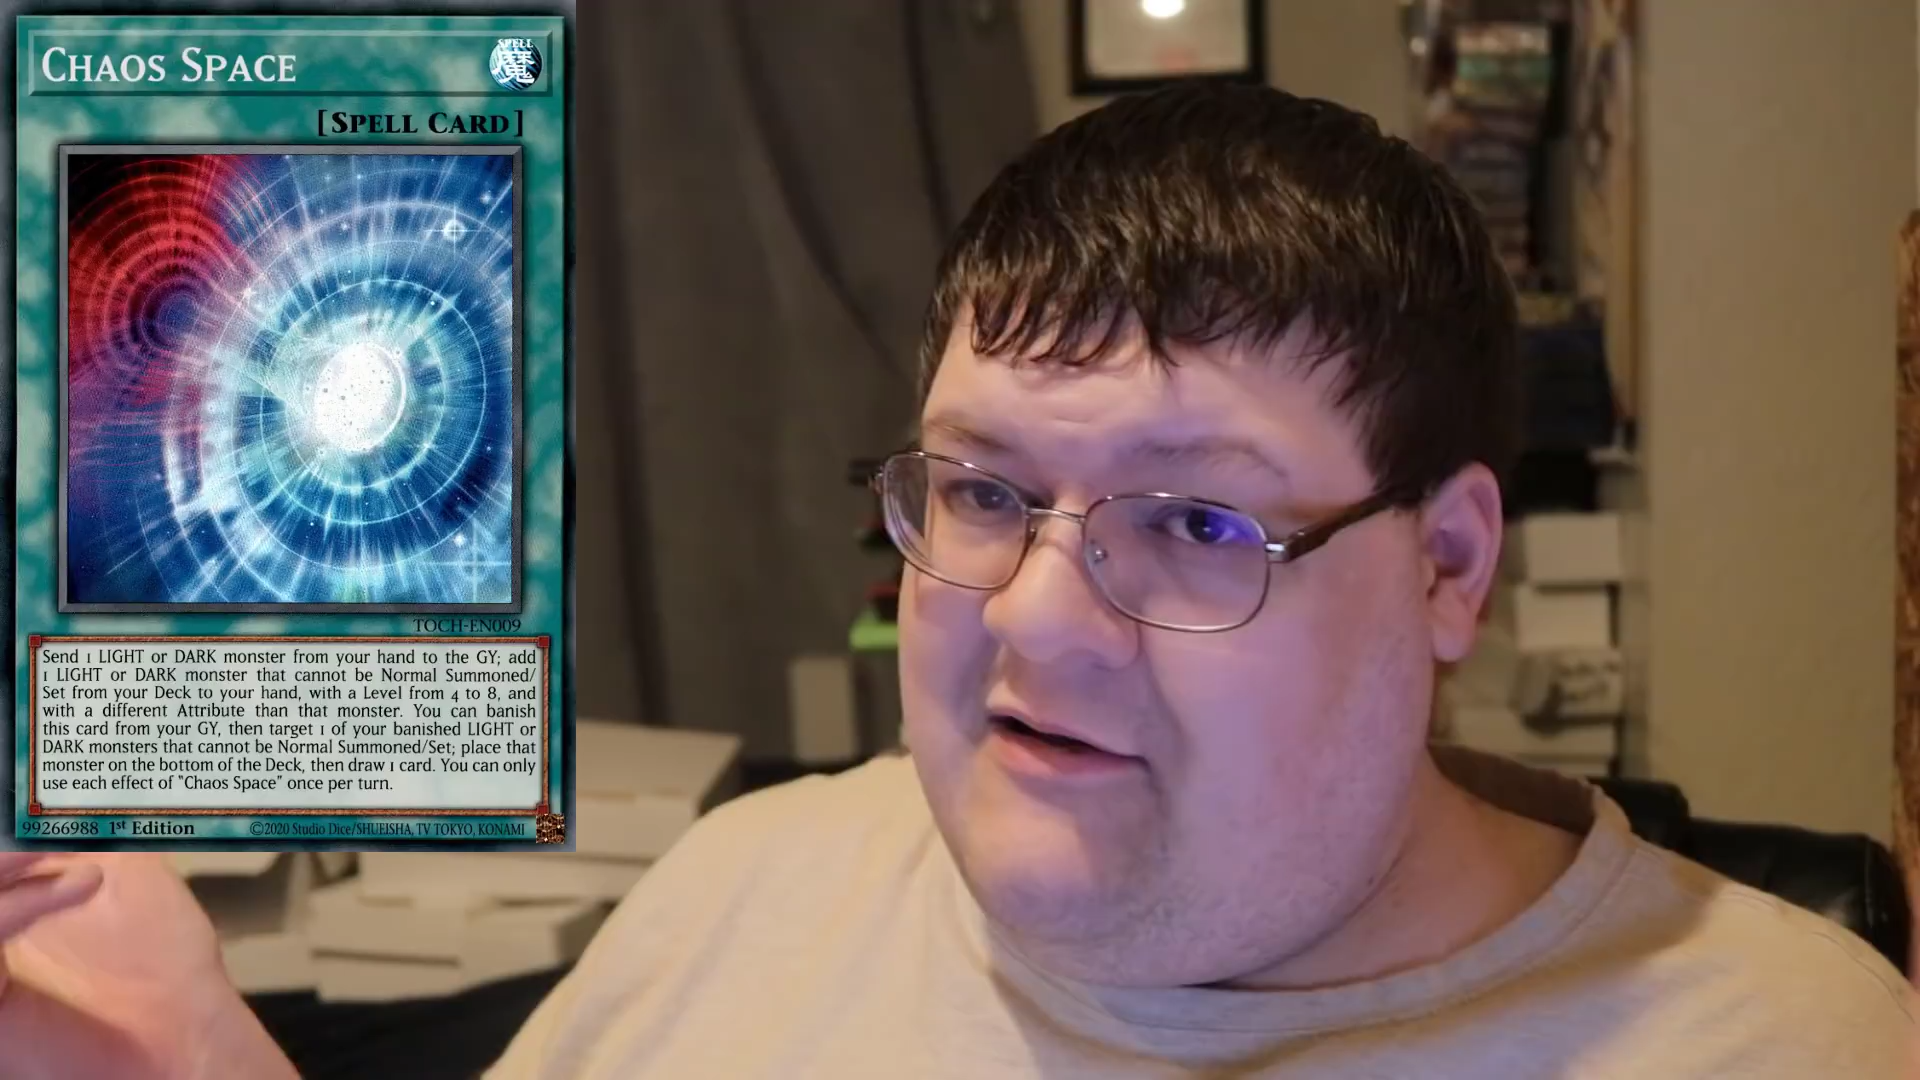 CHAOS SPACE
SPELL
魔
[SPELL CARD]
TOCH-EN009
Send 1 LIGHT or DARK monster from your hand to the GY; add
1 LIGHT or DARK monster that cannot be Normal Summoned/
Set from your Deck to your hand, with a Level from 4 to 8, and
with a different Attribute than that monster. You can banish
this card from your GY, then target 1 of your banished LIGHT or
DARK monsters that cannot be Normal Summoned/Set; place that
monster on the bottom of the Deck, then draw 1 card. You can only
use each effect of "Chaos Space" once per turn.
99266988 1st Edition ©2020 Studio Dice/SHUEISHA, TV TOKYO, KONAMI